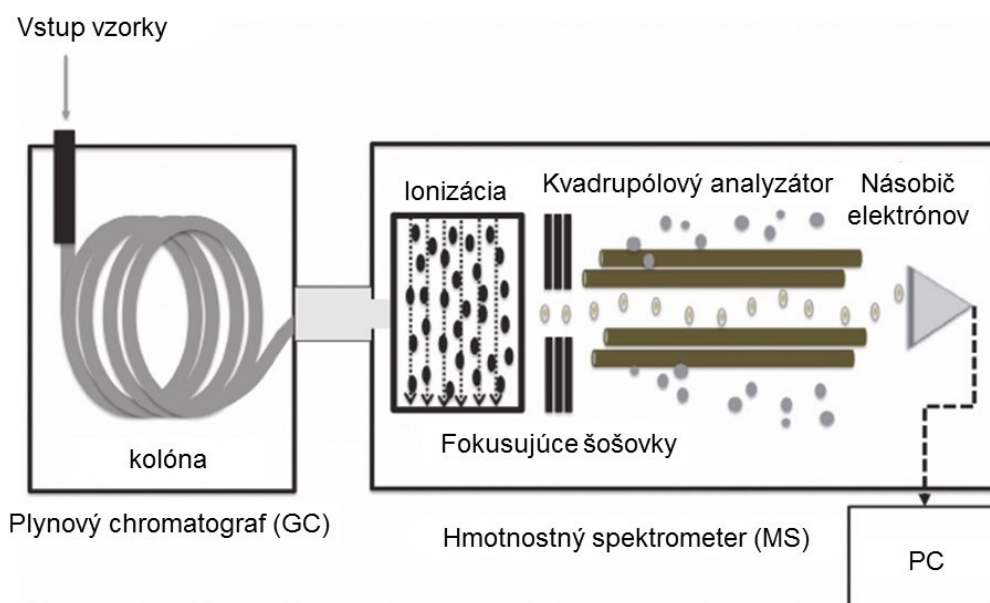 Vstup vzorky
Ionizácia
Kvadrupólový analyzátor
Násobič
elektrónov
Fokusujúce šošovky
kolóna
Plynový chromatograf (GC)
Hmotnostný spektrometer (MS)
PC